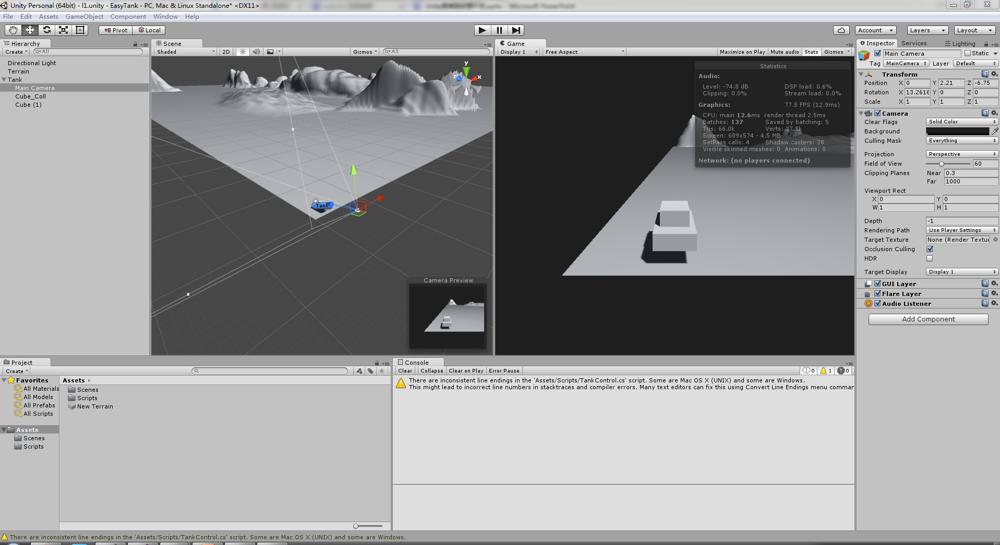 Unity Personal (64bit) - l1.unity - EasyTank - PC, Mac & Linux Standalone* <DX11>
File Edit Assets GameObject Component Window Help
Pivot Local Account Layers Layout
Hierarchy
Create All
Directional Light
Terrain
Tank
Main Camera
Cube_Coll
Cube (1)
Scene
Shaded 2D Gizmos All
y
z x
Persp
Tank
Camera Preview
Game
Display 1 Free Aspect Maximize on Play Mute audio Stats Gizmos
Statistics
Audio:
Level: -74.8 dB DSP load: 0.6%
Clipping: 0.0% Stream load: 0.0%
Graphics: 77.5 FPS (12.9ms)
CPU: main 12.6ms render thread 2.5ms
Batches: 137 Saved by batching: 5
Tris: 66.0k Verts: 37.8k
Screen: 689x574 - 4.5 MB
SetPass calls: 4 Shadow casters: 28
Visible skinned meshes: 0 Animations: 0
Network: (no players connected)
Inspector Services Lighting
Main Camera Static
Tag MainCamera Layer Default
Transform
Position X 0 Y 2.21 Z -6.75
Rotation X 13.2616 Y 0 Z 0
Scale X 1 Y 1 Z 1
Camera
Clear Flags Solid Color
Background
Culling Mask Everything
Projection Perspective
Field of View 60
Clipping Planes Near 0.3
Far 1000
Viewport Rect
X 0 Y 0
W 1 H 1
Depth -1
Rendering Path Use Player Settings
Target Texture None (Render Textur
Occlusion Culling
HDR
Target Display Display 1
GUI Layer
Flare Layer
Audio Listener
Add Component
Project
Create
Favorites
All Materials
All Models
All Prefabs
All Scripts
Assets
Scenes
Scripts
Assets
Scenes
Scripts
New Terrain
Console
Clear Collapse Clear on Play Error Pause 0 1 0
There are inconsistent line endings in the 'Assets/Scripts/TankControl.cs' script. Some are Mac OS X (UNIX) and some are Windows.
This might lead to incorrect line numbers in stacktraces and compiler errors. Many text editors can fix this using Convert Line Endings menu commar
There are inconsistent line endings in the 'Assets/Scripts/TankControl.cs' script. Some are Mac OS X (UNIX) and some are Windows.